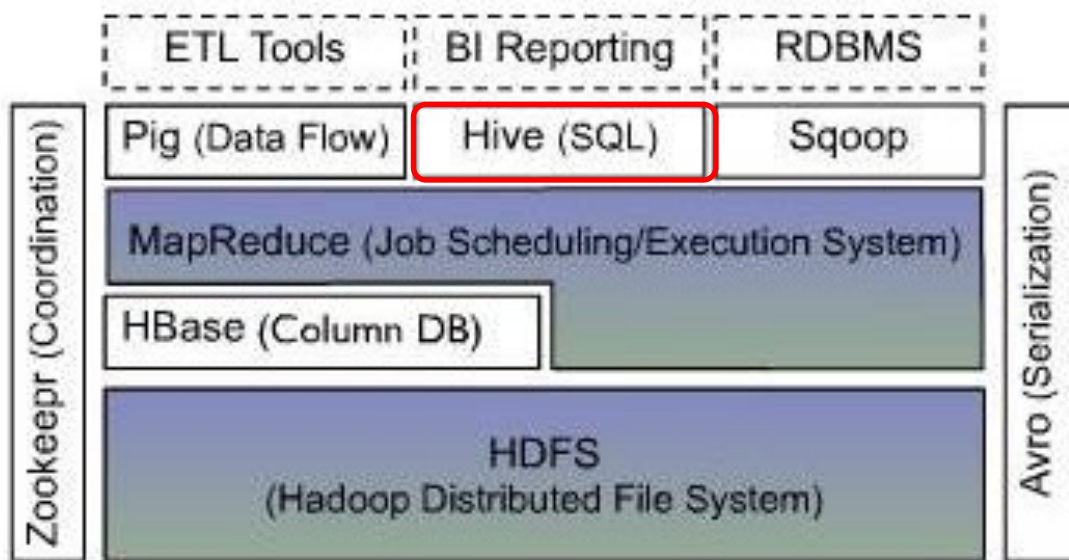 ETL Tools
BI Reporting
RDBMS
Pig (Data Flow)
Hive (SQL)
Sqoop
MapReduce (Job Scheduling/Execution System)
HBase (Column DB)
HDFS
(Hadoop Distributed File System)
Zookeepr (Coordination)
Avro (Serialization)